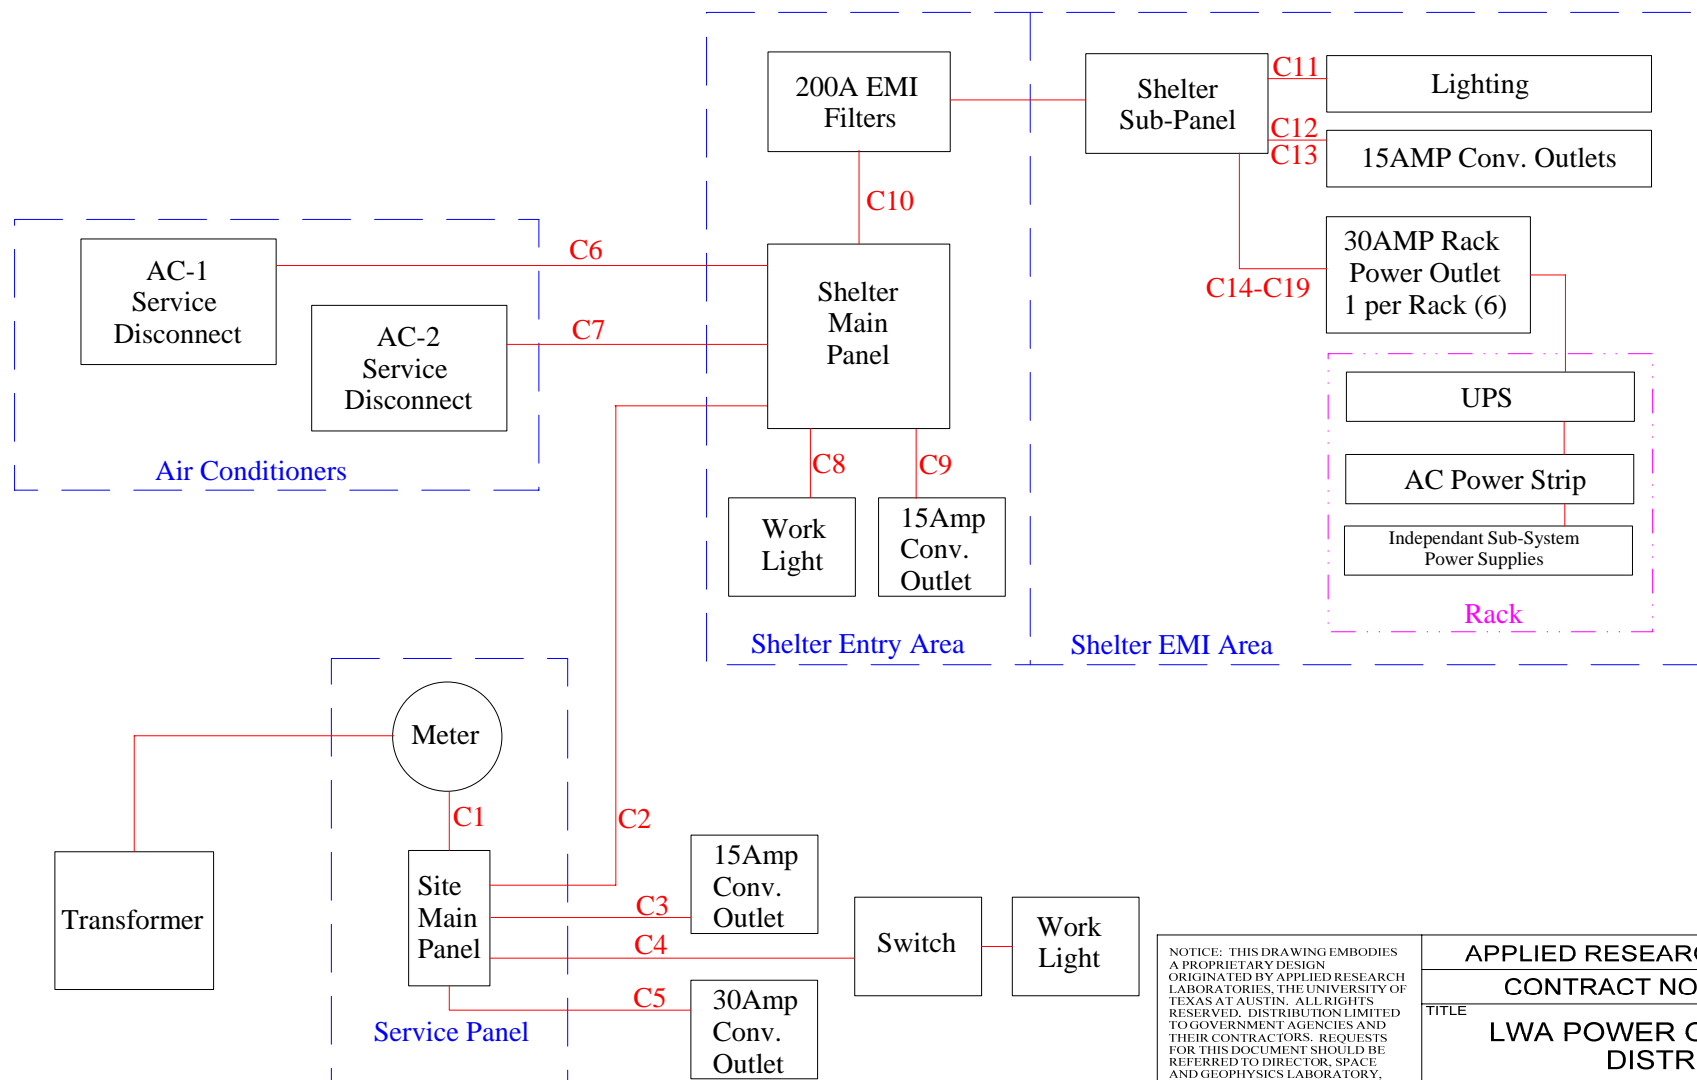 200A EMI
Filters
Shelter
Sub-Panel
C11
Lighting
C12
C13
15AMP Conv. Outlets
C10
30AMP Rack
Power Outlet
1 per Rack (6)
C14-C19
AC-1
Service
Disconnect
C6
AC-2
Service
Disconnect
C7
Shelter
Main
Panel
Air Conditioners
C8
C9
Work
Light
15Amp
Conv.
Outlet
UPS
AC Power Strip
Independant Sub-System
Power Supplies
Rack
Shelter Entry Area
Shelter EMI Area
Meter
C1
C2
Transformer
Site
Main
Panel
15Amp
Conv.
Outlet
C3
C4
Switch
Work
Light
C5
30Amp
Conv.
Outlet
Service Panel
NOTICE: THIS DRAWING EMBODIES
A PROPRIETARY DESIGN
ORIGINATED BY APPLIED RESEARCH
LABORATORIES, THE UNIVERSITY OF
TEXAS AT AUSTIN. ALL RIGHTS
RESERVED. DISTRIBUTION LIMITED
TO GOVERNMENT AGENCIES AND
THEIR CONTRACTORS. REQUESTS
FOR THIS DOCUMENT SHOULD BE
REFERRED TO DIRECTOR, SPACE
AND GEOPHYSICS LABORATORY,
APPLIED
CONTRACT NO
TITLE
LWA POWER